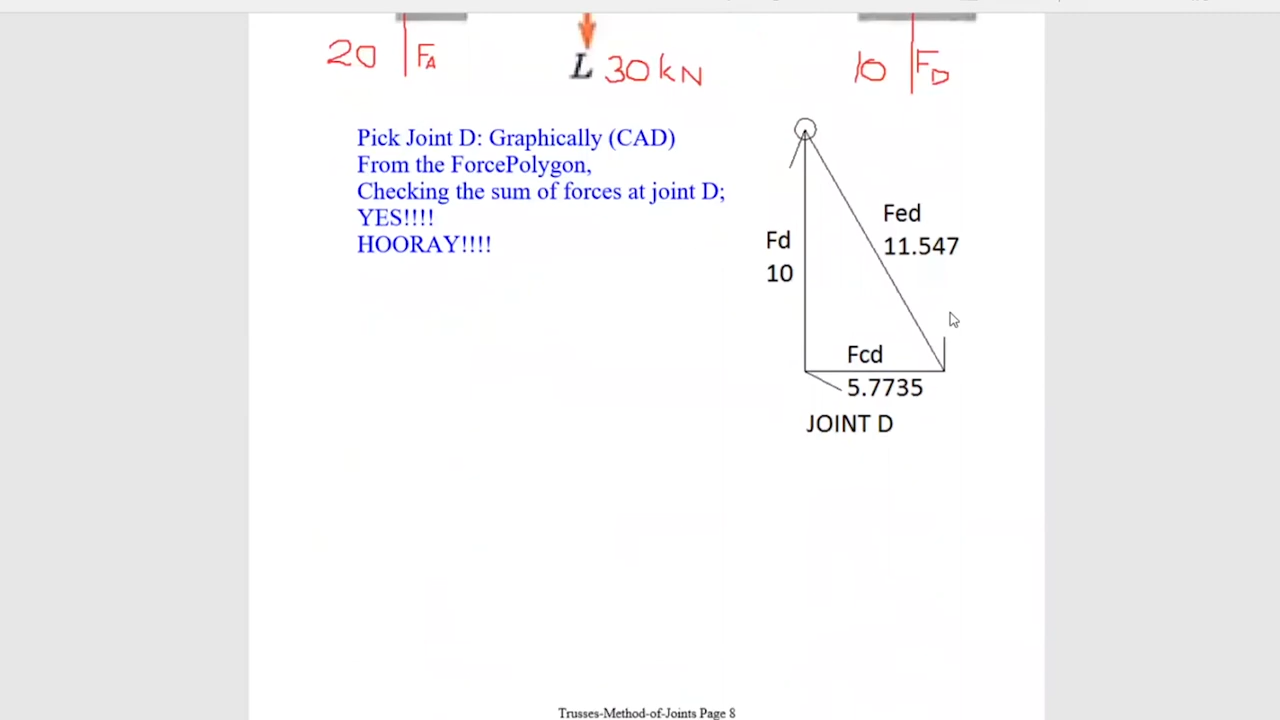 20 FA
L 30 kN
10 FD
Pick Joint D: Graphically (CAD)
From the ForcePolygon,
Checking the sum of forces at joint D;
YES!!!!
HOORAY!!!!
Fed
11.547
Fd
10
Fcd
5.7735
JOINT D
Trusses-Method-of-Joints Page 8